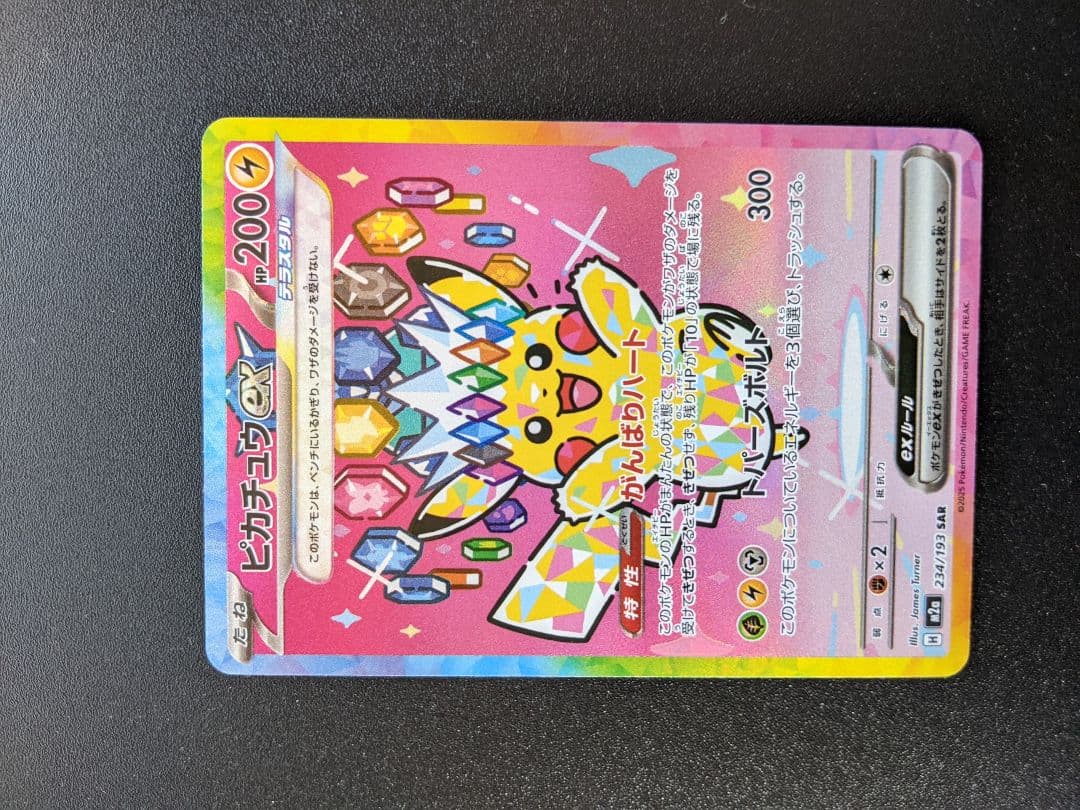 たね
ピカチュウex
HP200
テラスタル
このポケモンは、ベンチにいるかぎり、ワザのダメージを受けない。
特性 がんばりハート
このポケモンのHPがまんたんの状態で、このポケモンがワザのダメージを
受けてきぜつするとき、きぜつせず、残りHPが「10」の状態で場に残る。
トパーズボルト 300
このポケモンについているエネルギーを3個選び、トラッシュする。
弱点 ×2 抵抗力 にげる
exルール
ポケモンexがきぜつしたとき、相手はサイトを2枚とる。
Illus. James Turner
H M2a 234/193 SAR
©2025 Pokémon/Nintendo/Creatures/GAME FREAK.